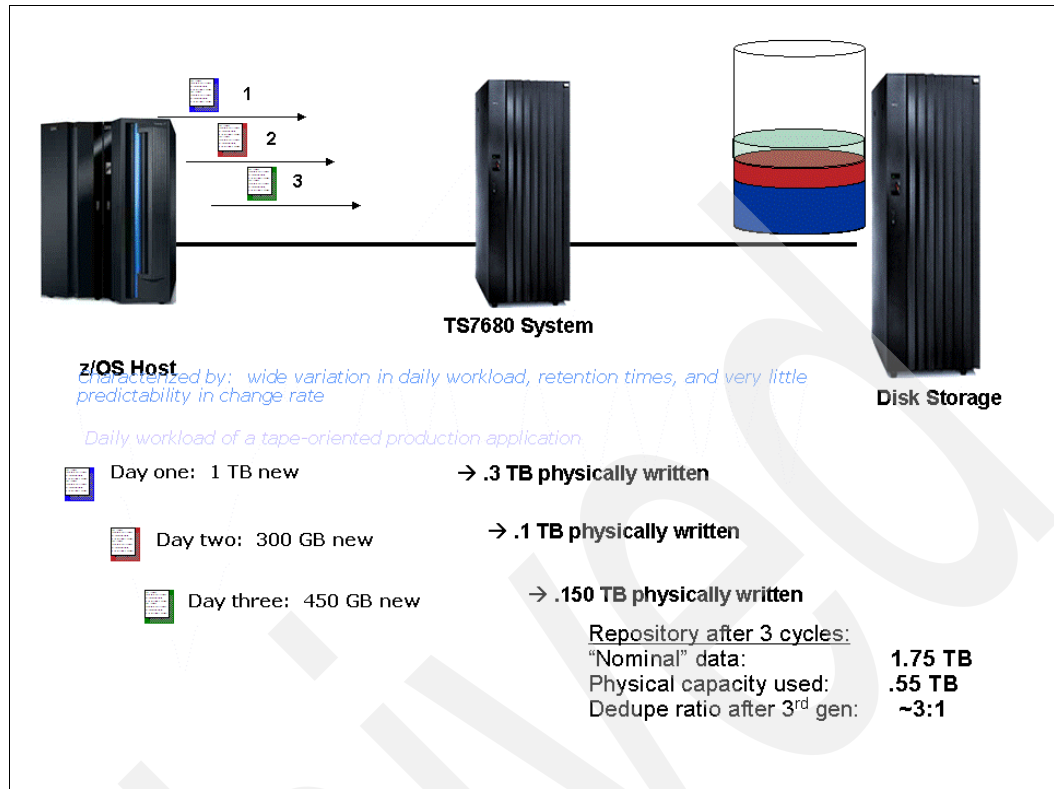 1
2
3
TS7680 System
z/OS Host
Characterized by: wide variation in daily workload, retention times, and very little
predictability in change rate
Disk Storage
Daily workload of a tape-oriented production application
Day one: 1 TB new
→ .3 TB physically written
Day two: 300 GB new
→ .1 TB physically written
Day three: 450 GB new
→ .150 TB physically written
Repository after 3 cycles:
“Nominal” data: 1.75 TB
Physical capacity used: .55 TB
Dedupe ratio after 3rd gen: ~3:1